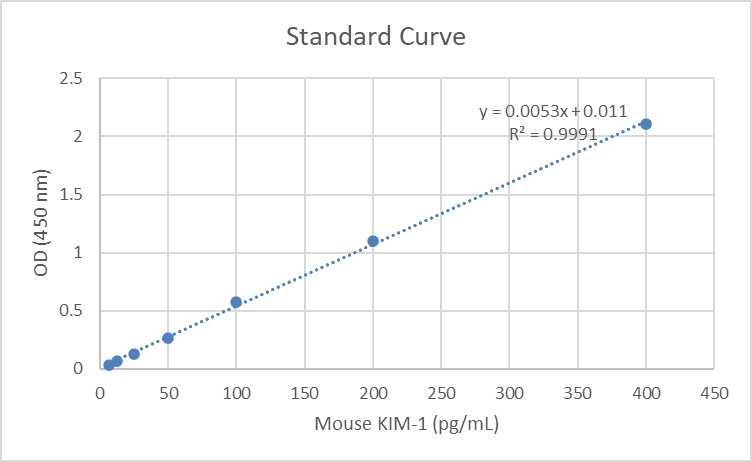 Standard Curve
2.5
y = 0.0053x + 0.011
R² = 0.9991
2
1.5
1
0.5
0
OD (450 nm)
0 50 100 150 200 250 300 350 400 450
Mouse KIM-1 (pg/mL)